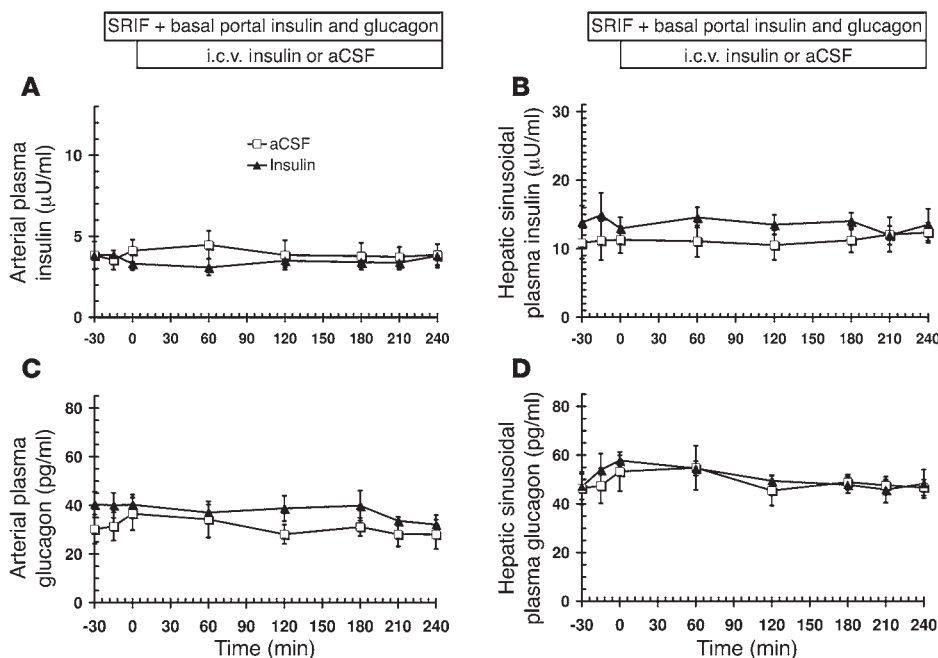 SRIF + basal portal insulin and glucagon
i.c.v. insulin or aCSF
SRIF + basal portal insulin and glucagon
i.c.v. insulin or aCSF
A
Arterial plasma
insulin (μU/ml)
10
5
0
aCSF
Insulin
-30 0 30 60 90 120 150 180 210 240
B
Hepatic sinusoidal
plasma insulin (μU/ml)
30
20
10
0
-30 0 30 60 90 120 150 180 210 240
C
Arterial plasma
glucagon (pg/ml)
80
60
40
20
0
-30 0 30 60 90 120 150 180 210 240
Time (min)
D
Hepatic sinusoidal
plasma glucagon (pg/ml)
80
60
40
20
0
-30 0 30 60 90 120 150 180 210 240
Time (min)